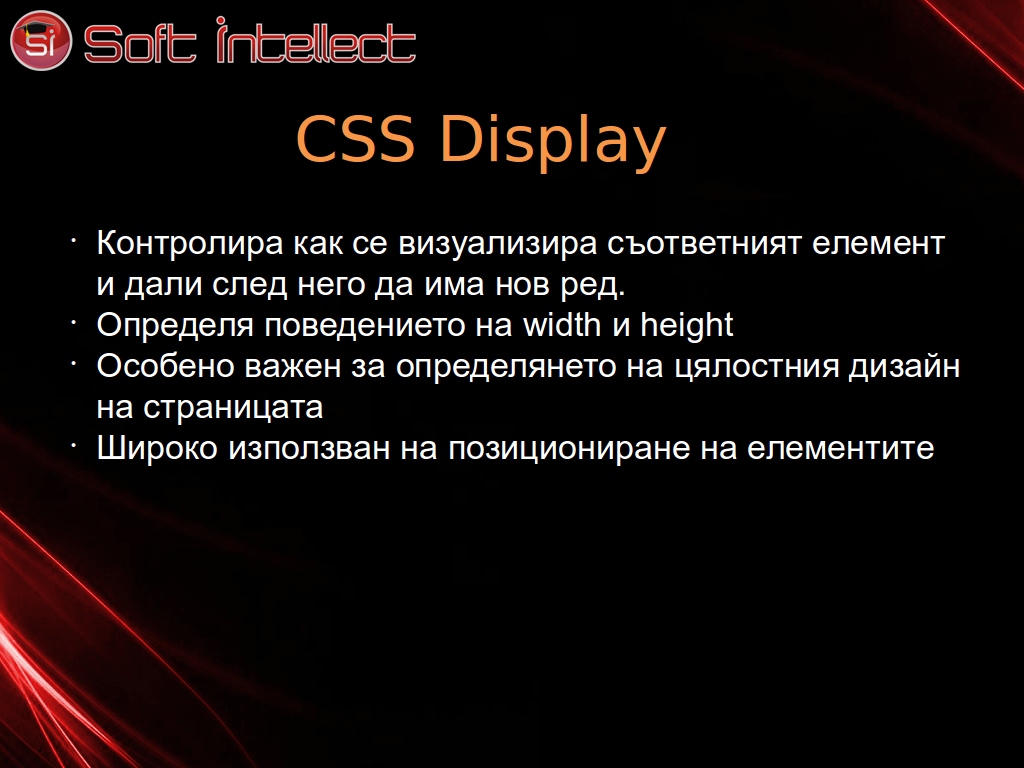 Si Soft Intellect
CSS Display
· Контролира как се визуализира съответният елемент
и дали след него да има нов ред.
· Определя поведението на width и height
· Особено важен за определянето на цялостния дизайн
на страницата
· Широко използван на позициониране на елементите